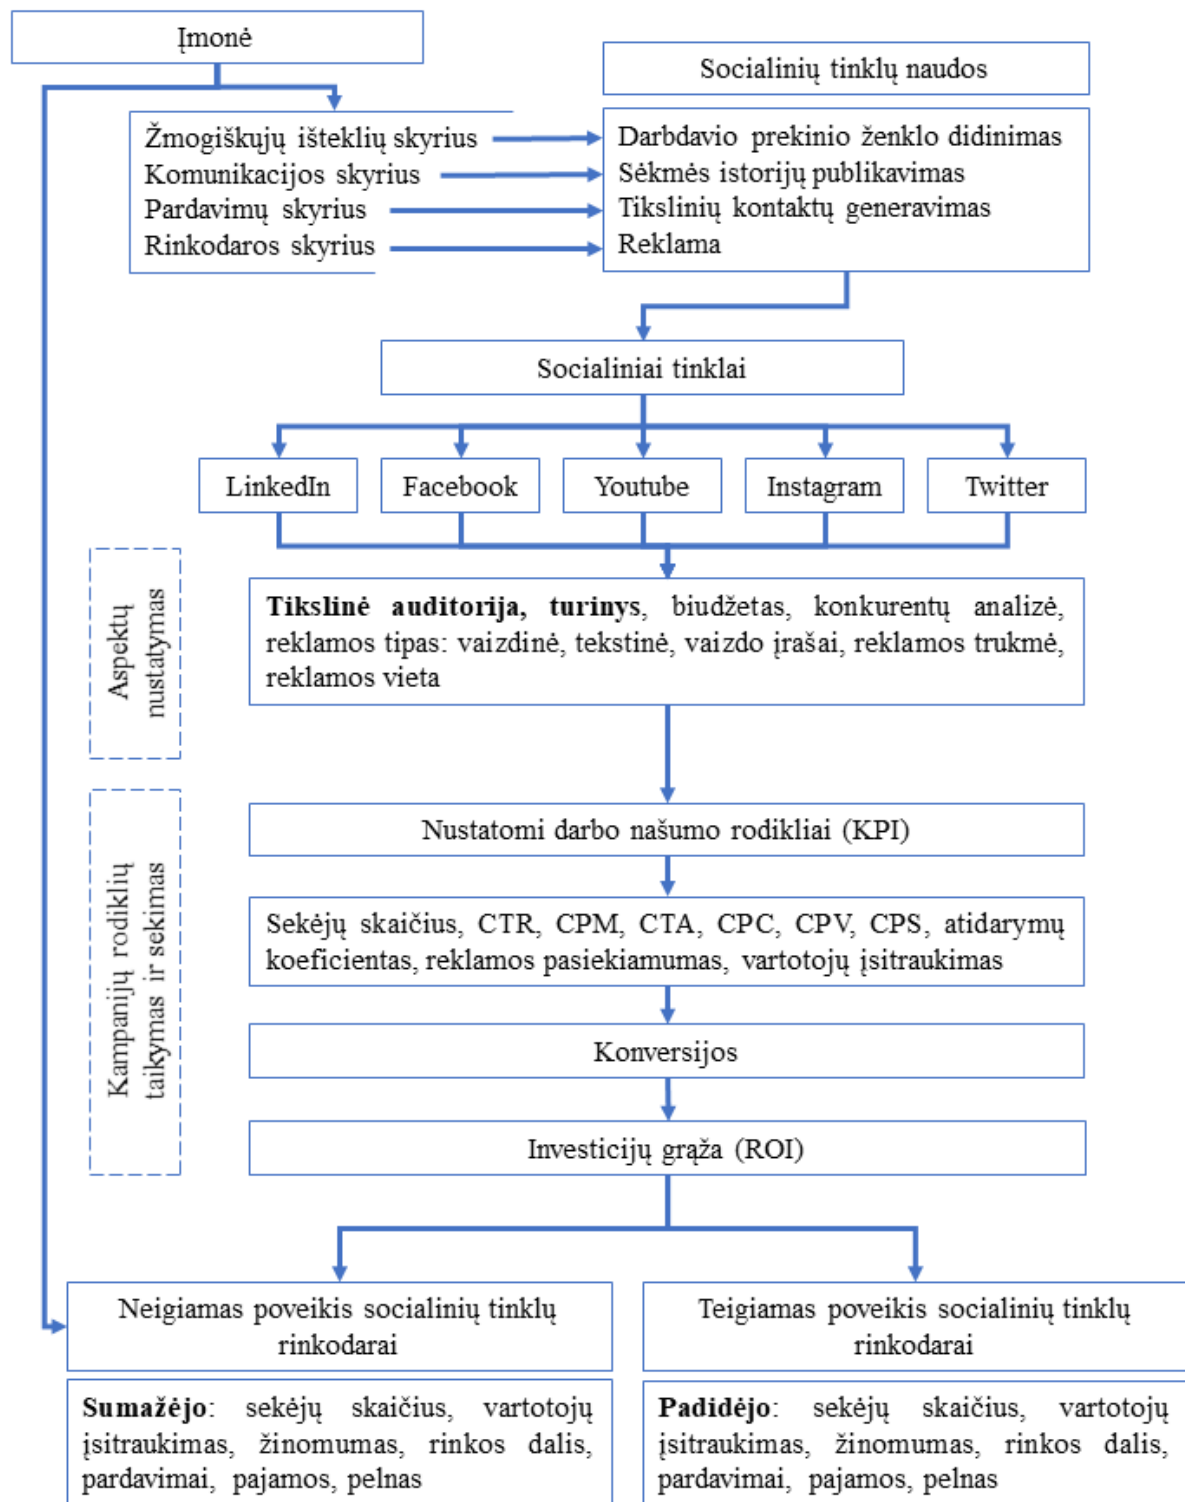 Įmonė
Socialinių tinklų naudos
Žmogiškųjų išteklių skyrius
Komunikacijos skyrius
Pardavimų skyrius
Rinkodaros skyrius
Darbdavio prekinio ženklo didinimas
Sėkmės istorijų publikavimas
Tikslinių kontaktų generavimas
Reklama
Socialiniai tinklai
LinkedIn
Facebook
Youtube
Instagram
Twitter
Aspektų
nustatymas
Tikslinė auditorija, turinys, biudžetas, konkurentų analizė,
reklamos tipas: vaizdinė, tekstinė, vaizdo įrašai, reklamos trukmė,
reklamos vieta
Kampanijų rodiklių
taikymas ir sekimas
Nustatomi darbo našumo rodikliai (KPI)
Sekėjų skaičius, CTR, CPM, CTA, CPC, CPV, CPS, atidarymų
koeficientas, reklamos pasiekiamumas, vartotojų įsitraukimas
Konversijos
Investicijų grąža (ROI)
Neigiamas poveikis socialinių tinklų
rinkodarai
Teigiamas poveikis socialinių tinklų
rinkodarai
Sumažėjo: sekėjų skaičius, vartotojų
įsitraukimas, žinomumas, rinkos dalis,
pardavimai, pajamos, pelnas
Padidėjo: sekėjų skaičius, vartotojų
įsitraukimas, žinomumas, rinkos dalis,
pardavimai, pajamos, pelnas